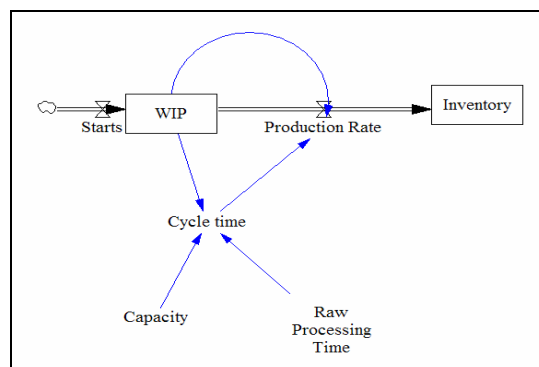 WIP
Inventory
Starts
Production Rate
Cycle time
Capacity
Raw
Processing
Time